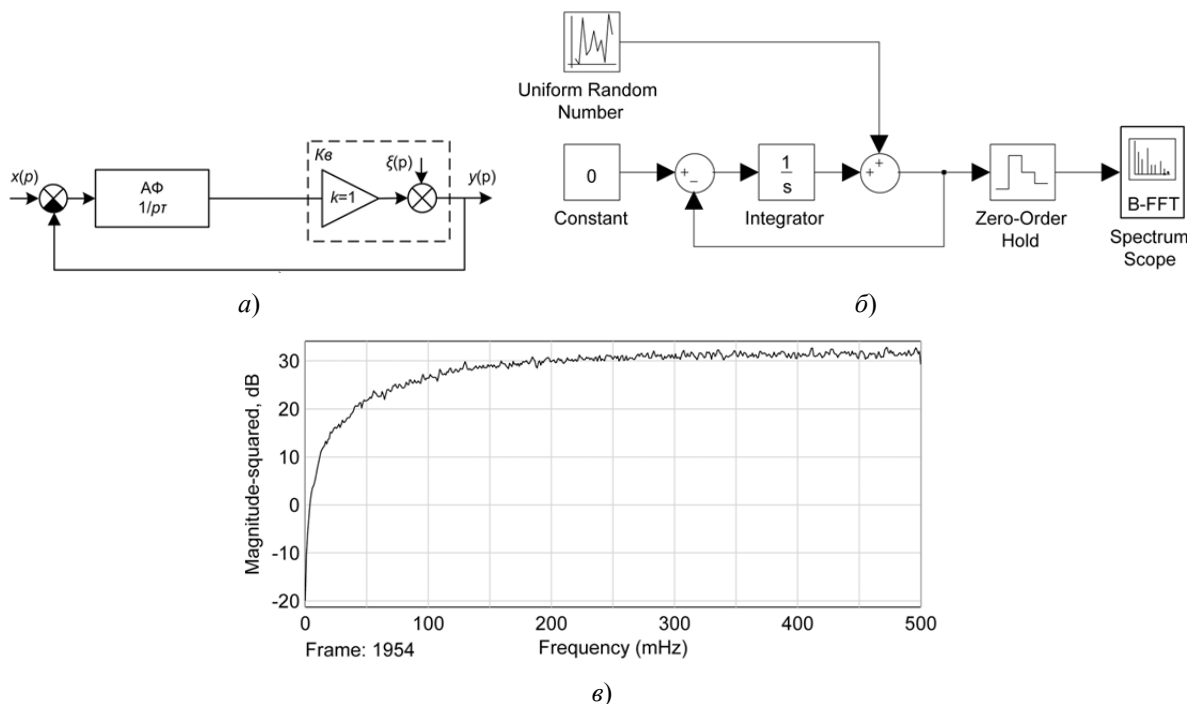 x(p)
АФ
1/pτ
Кв
k=1
ξ(p)
y(p)
а)
Uniform Random
Number
0
Constant
+
−
1
s
Integrator
+
+
Zero-Order
Hold
B-FFT
Spectrum
Scope
б)
Magnitude-squared, dB
30
20
10
0
-10
-20
0
100
200
300
400
500
Frame: 1954
Frequency (mHz)
в)